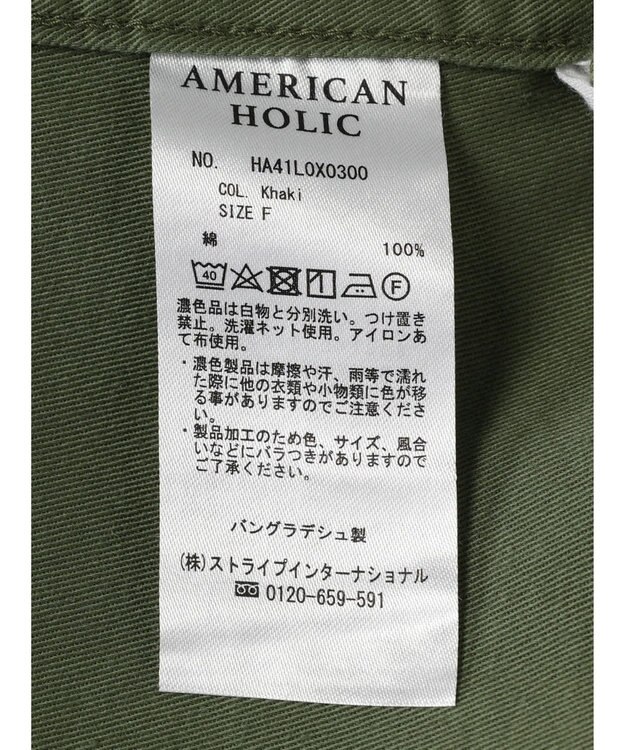 AMERICAN
HOLIC
NO. HA41L0X0300
COL. Khaki
SIZE F
綿 100%
40 F
濃色品は白物と分別洗い。つけ置き
禁止。洗濯ネット使用。アイロンあ
て布使用。
・濃色製品は摩擦や汗、雨等で濡れ
た際に他の衣類や小物類に色が移
る事がありますのでご注意くださ
い。
・製品加工のため色、サイズ、風合
いなどにバラつきがありますので
ご了承ください。
バングラデシュ製
(株)ストライプインターナショナル
0120-659-591